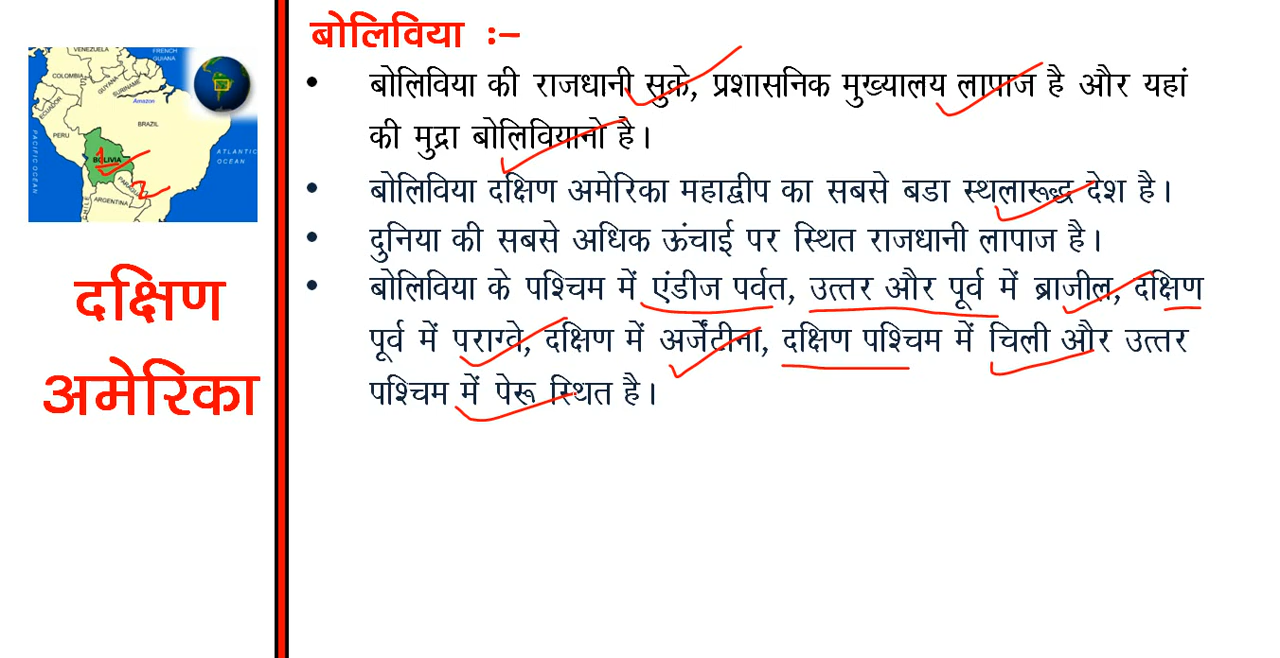 बोलिविया :–
• बोलिविया की राजधानी सुक्रे, प्रशासनिक मुख्यालय लापाज है और यहां
की मुद्रा बोलिवियानो है।
• बोलिविया दक्षिण अमेरिका महाद्वीप का सबसे बडा स्थलारूद्ध देश है।
• दुनिया की सबसे अधिक ऊंचाई पर स्थित राजधानी लापाज है।
• बोलिविया के पश्चिम में एंडीज पर्वत, उत्तर और पूर्व में ब्राजील, दक्षिण
पूर्व में पराग्वे, दक्षिण में अर्जेंटीना, दक्षिण पश्चिम में चिली और उत्तर
पश्चिम में पेरू स्थित है।
VENEZUELA
FRENCH
GUIANA
COLOMBIA
GUYANA
SURINAME
ECUADOR
Amazon
BRAZIL
PERU
BOLIVIA
PACIFIC OCEAN
ATLANTIC
OCEAN
PARAGUAY
ARGENTINA
दक्षिण
अमेरिका